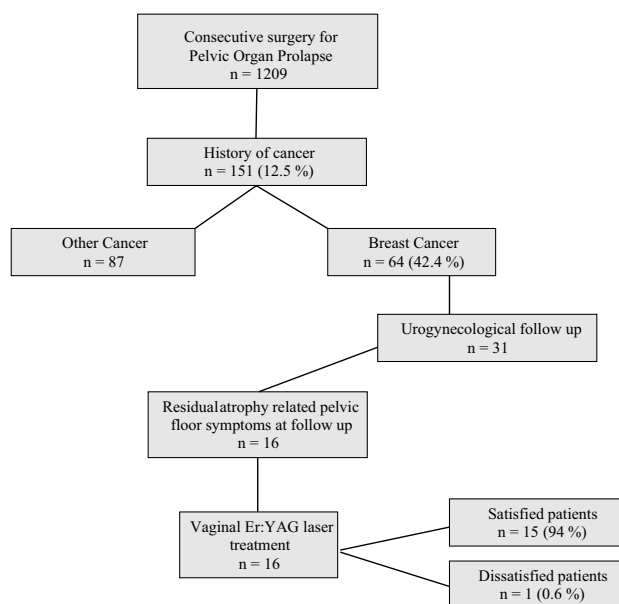 Consecutive surgery for
Pelvic Organ Prolapse
n = 1209
History of cancer
n = 151 (12.5 %)
Other Cancer
n = 87
Breast Cancer
n = 64 (42.4 %)
Urogynecological follow up
n = 31
Residual atrophy related pelvic
floor symptoms at follow up
n = 16
Vaginal Er:YAG laser
treatment
n = 16
Satisfied patients
n = 15 (94 %)
Dissatisfied patients
n = 1 (0.6 %)